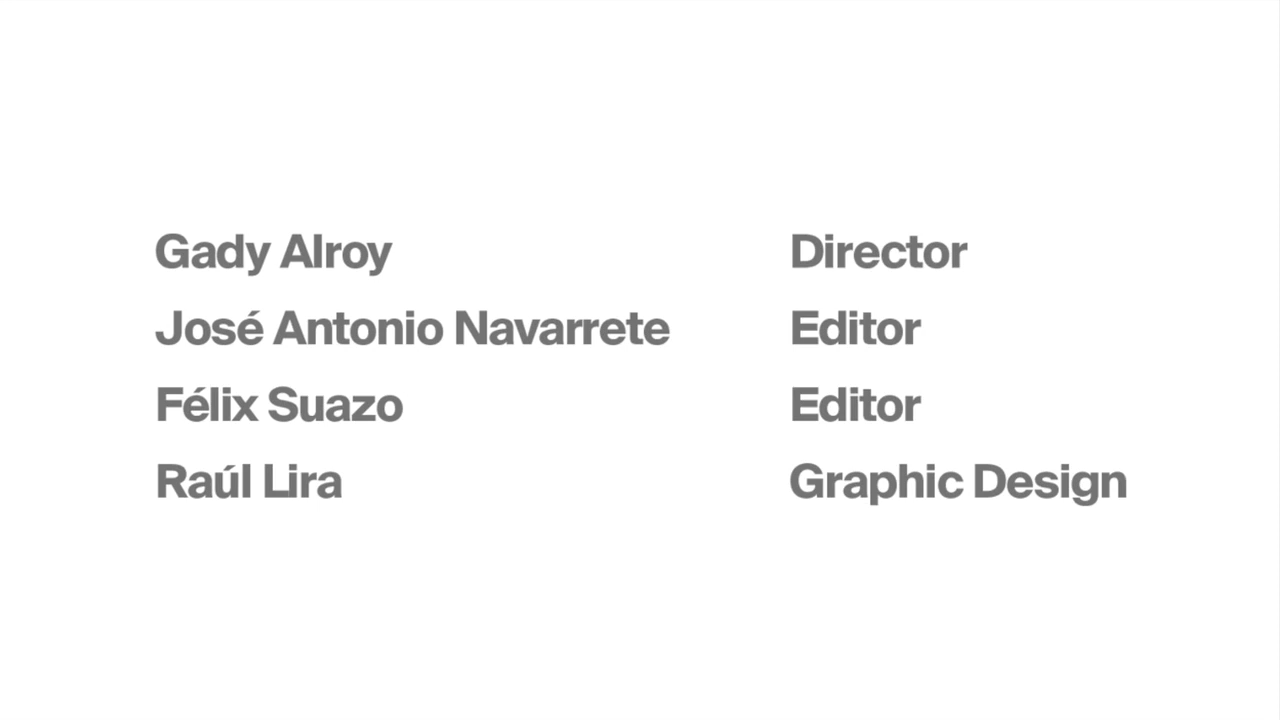 Gady Alroy Director
José Antonio Navarrete Editor
Félix Suazo Editor
Raúl Lira Graphic Design